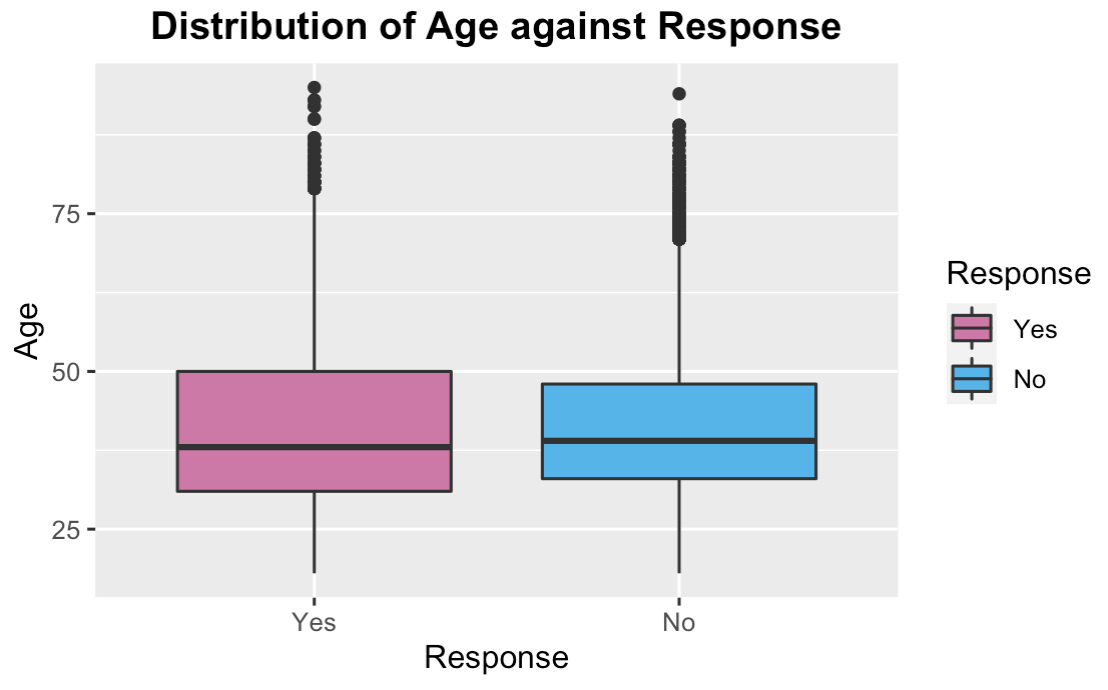 Distribution of Age against Response
Age
75
50
25
Yes
No
Response
Response
Yes
No